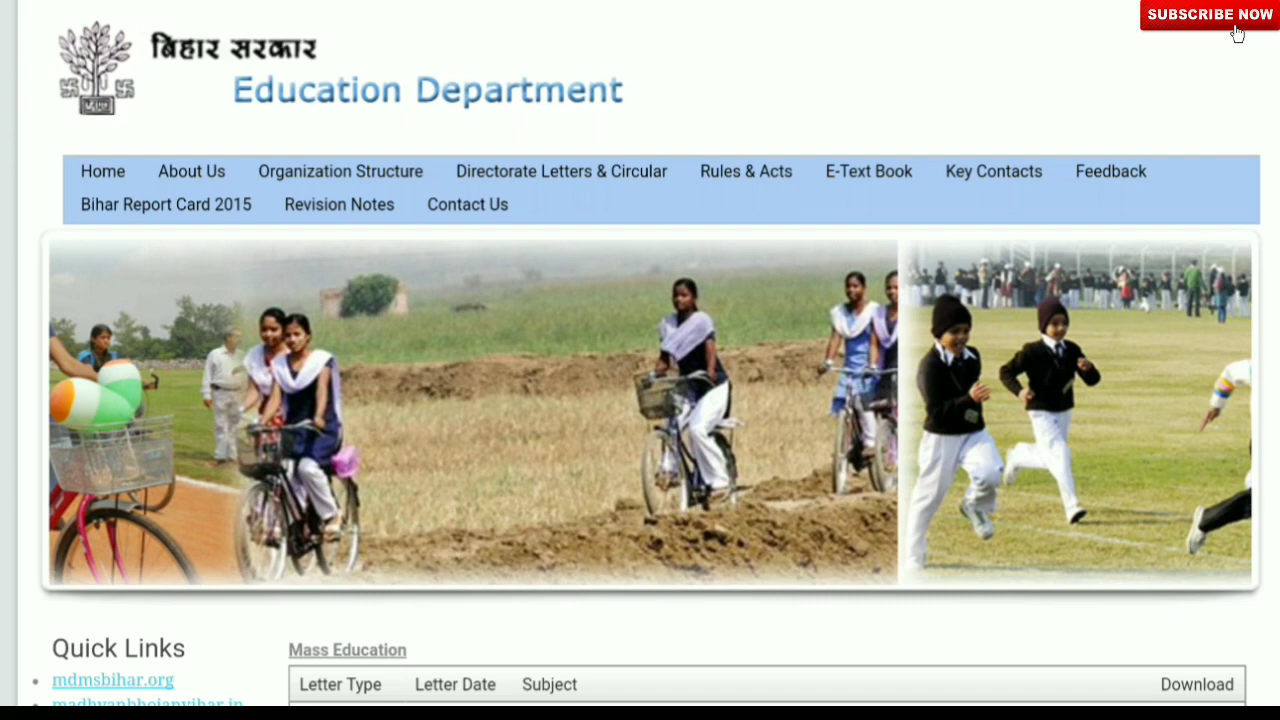 SUBSCRIBE NOW
बिहार सरकार
Education Department
Home About Us Organization Structure Directorate Letters & Circular Rules & Acts E-Text Book Key Contacts Feedback
Bihar Report Card 2015 Revision Notes Contact Us
Quick Links
Mass Education
mdmsbihar.org
Letter Type Letter Date Subject Download